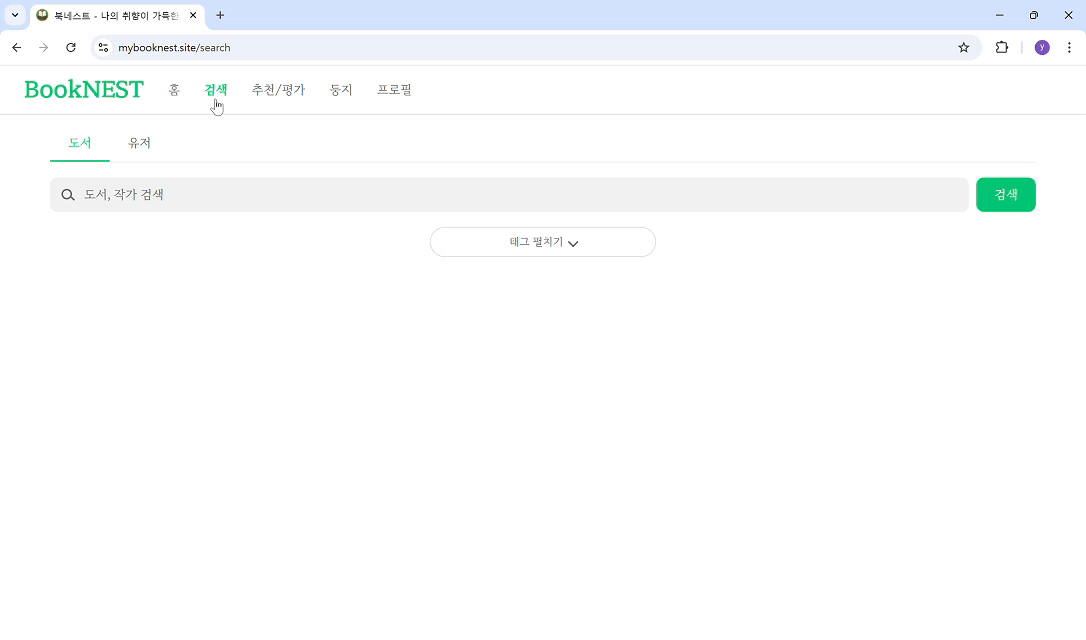 북네스트 - 나의 취향이 가득한
mybooknest.site/search
y
BookNEST 홈 검색 추천/평가 둥지 프로필
도서 유저
도서, 작가 검색 검색
태그 펼치기